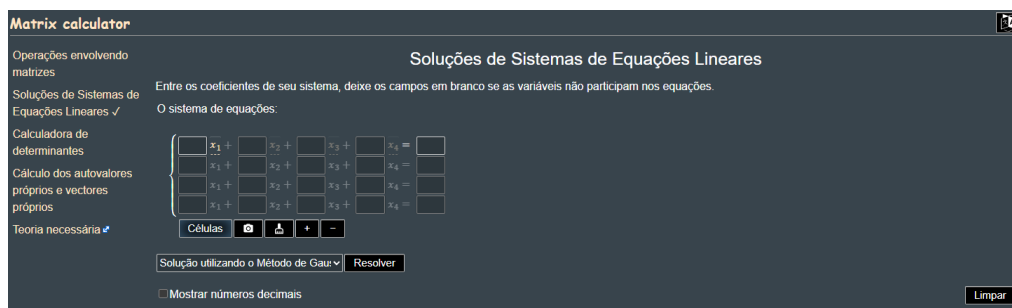 Matrix calculator
Operações envolvendo
matrizes
Soluções de Sistemas de
Equações Lineares ✓
Calculadora de
determinantes
Cálculo dos autovalores
próprios e vectores
próprios
Teoria necessária
Soluções de Sistemas de Equações Lineares
Entre os coeficientes de seu sistema, deixe os campos em branco se as variáveis não participam nos equações.
O sistema de equações:
x₁ + x₂ + x₃ + x₄ =
x₁ + x₂ + x₃ + x₄ =
x₁ + x₂ + x₃ + x₄ =
x₁ + x₂ + x₃ + x₄ =
Células + −
Solução utilizando o Método de Gau Resolver
Mostrar números decimais
Limpar